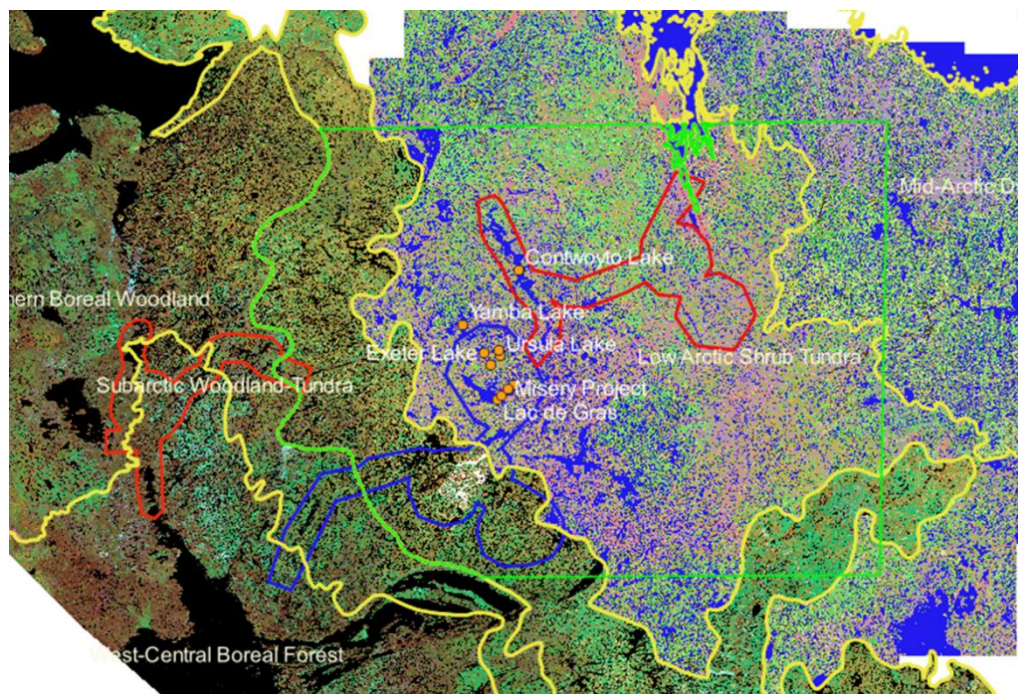 Mid-Arctic D
Contwoyto Lake
hern Boreal Woodland
Yamba Lake
Ursula Lake
Exeter Lake
Low Arctic Shrub Tundra
Subarctic Woodland-Tundra
Misery Project
Lac de Gras
West-Central Boreal Forest